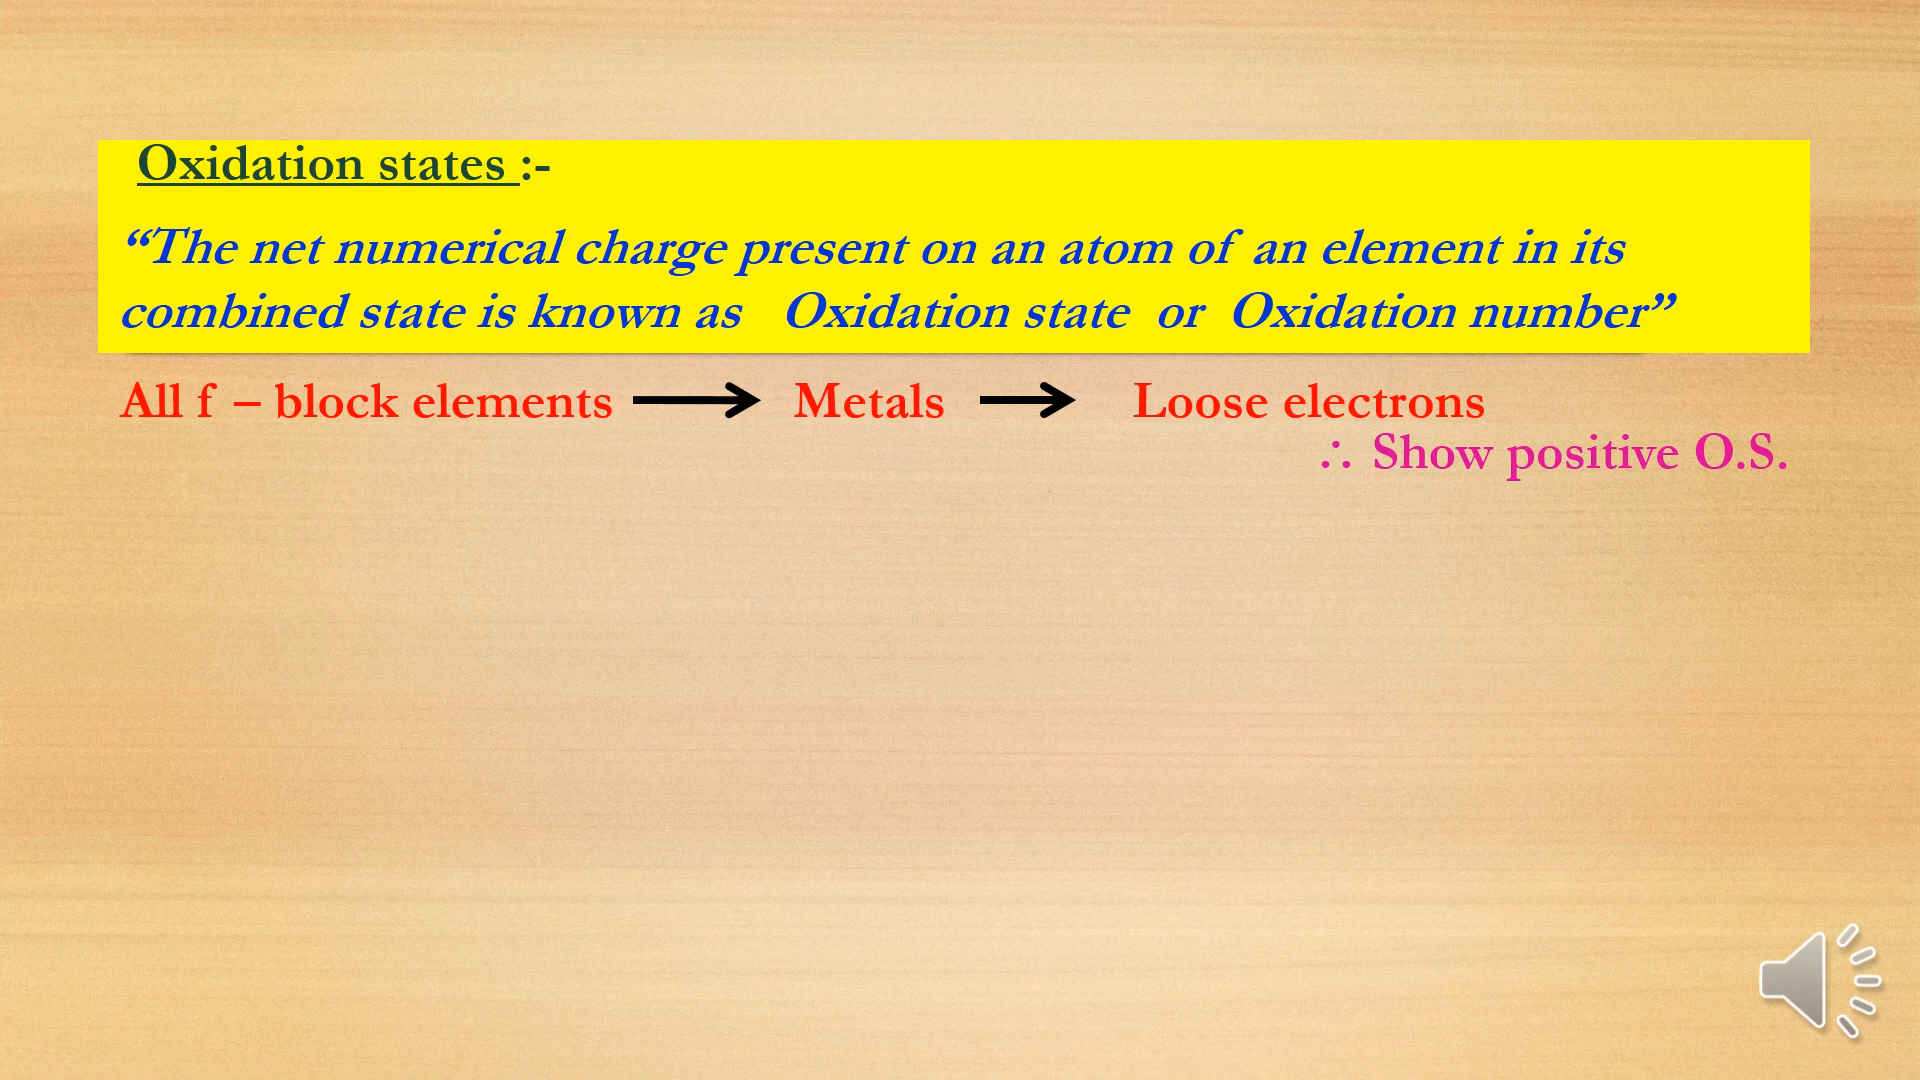 Oxidation states :-
“The net numerical charge present on an atom of an element in its
combined state is known as Oxidation state or Oxidation number”
All f – block elements → Metals → Loose electrons
∴ Show positive O.S.